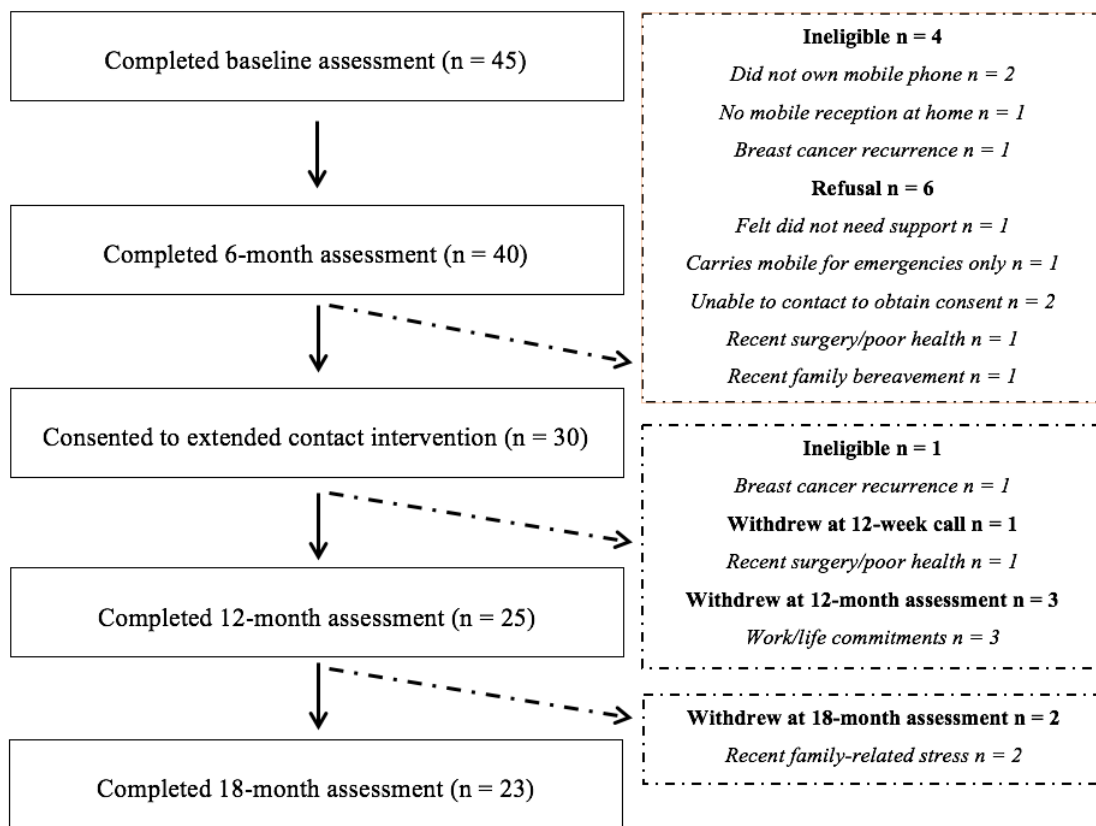 Completed baseline assessment (n = 45)
Ineligible n = 4
Did not own mobile phone n = 2
No mobile reception at home n = 1
Breast cancer recurrence n = 1
Refusal n = 6
Felt did not need support n = 1
Carries mobile for emergencies only n = 1
Unable to contact to obtain consent n = 2
Recent surgery/poor health n = 1
Recent family bereavement n = 1
Completed 6-month assessment (n = 40)
Consented to extended contact intervention (n = 30)
Ineligible n = 1
Breast cancer recurrence n = 1
Withdrew at 12-week call n = 1
Recent surgery/poor health n = 1
Withdrew at 12-month assessment n = 3
Work/life commitments n = 3
Completed 12-month assessment (n = 25)
Withdrew at 18-month assessment n = 2
Recent family-related stress n = 2
Completed 18-month assessment (n = 23)